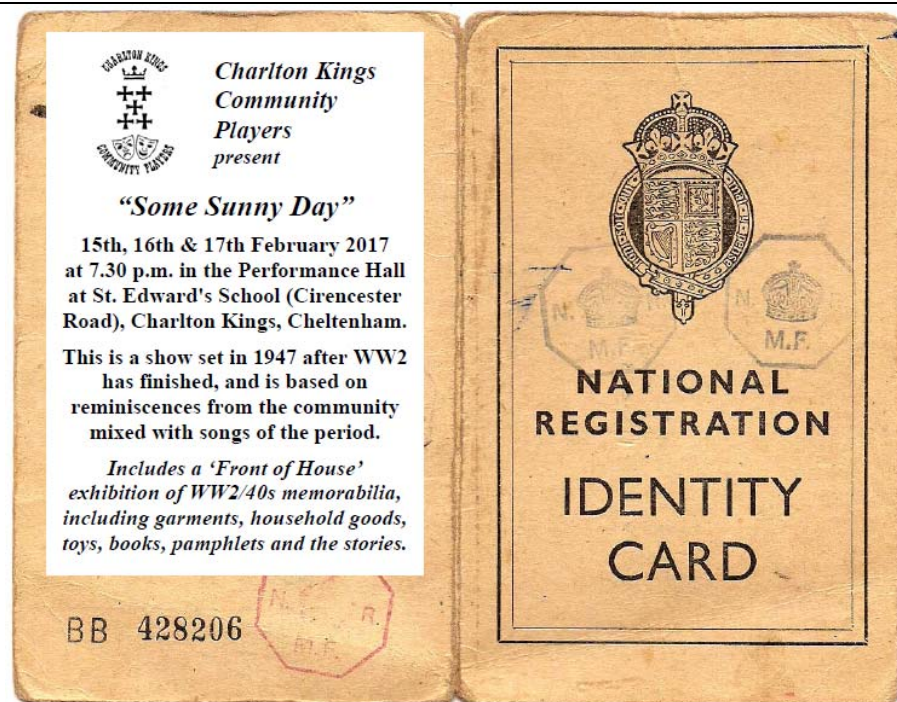 CHARLTON KINGS
COMMUNITY PLAYERS
Charlton Kings
Community
Players
present
“Some Sunny Day”
15th, 16th & 17th February 2017
at 7.30 p.m. in the Performance Hall
at St. Edward's School (Cirencester
Road), Charlton Kings, Cheltenham.
This is a show set in 1947 after WW2
has finished, and is based on
reminiscences from the community
mixed with songs of the period.
Includes a ‘Front of House’
exhibition of WW2/40s memorabilia,
including garments, household goods,
toys, books, pamphlets and the stories.
BB 428206
N. R.
M.F.
N. R.
M.F.
N. R.
M.F.
NATIONAL
REGISTRATION
IDENTITY
CARD